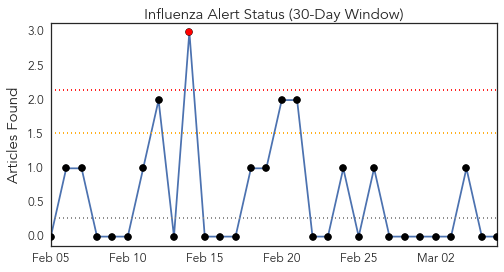 Influenza Alert Status (30-Day Window)
Articles Found
3.0
2.5
2.0
1.5
1.0
0.5
0.0
Feb 05 Feb 10 Feb 15 Feb 20 Feb 25 Mar 02